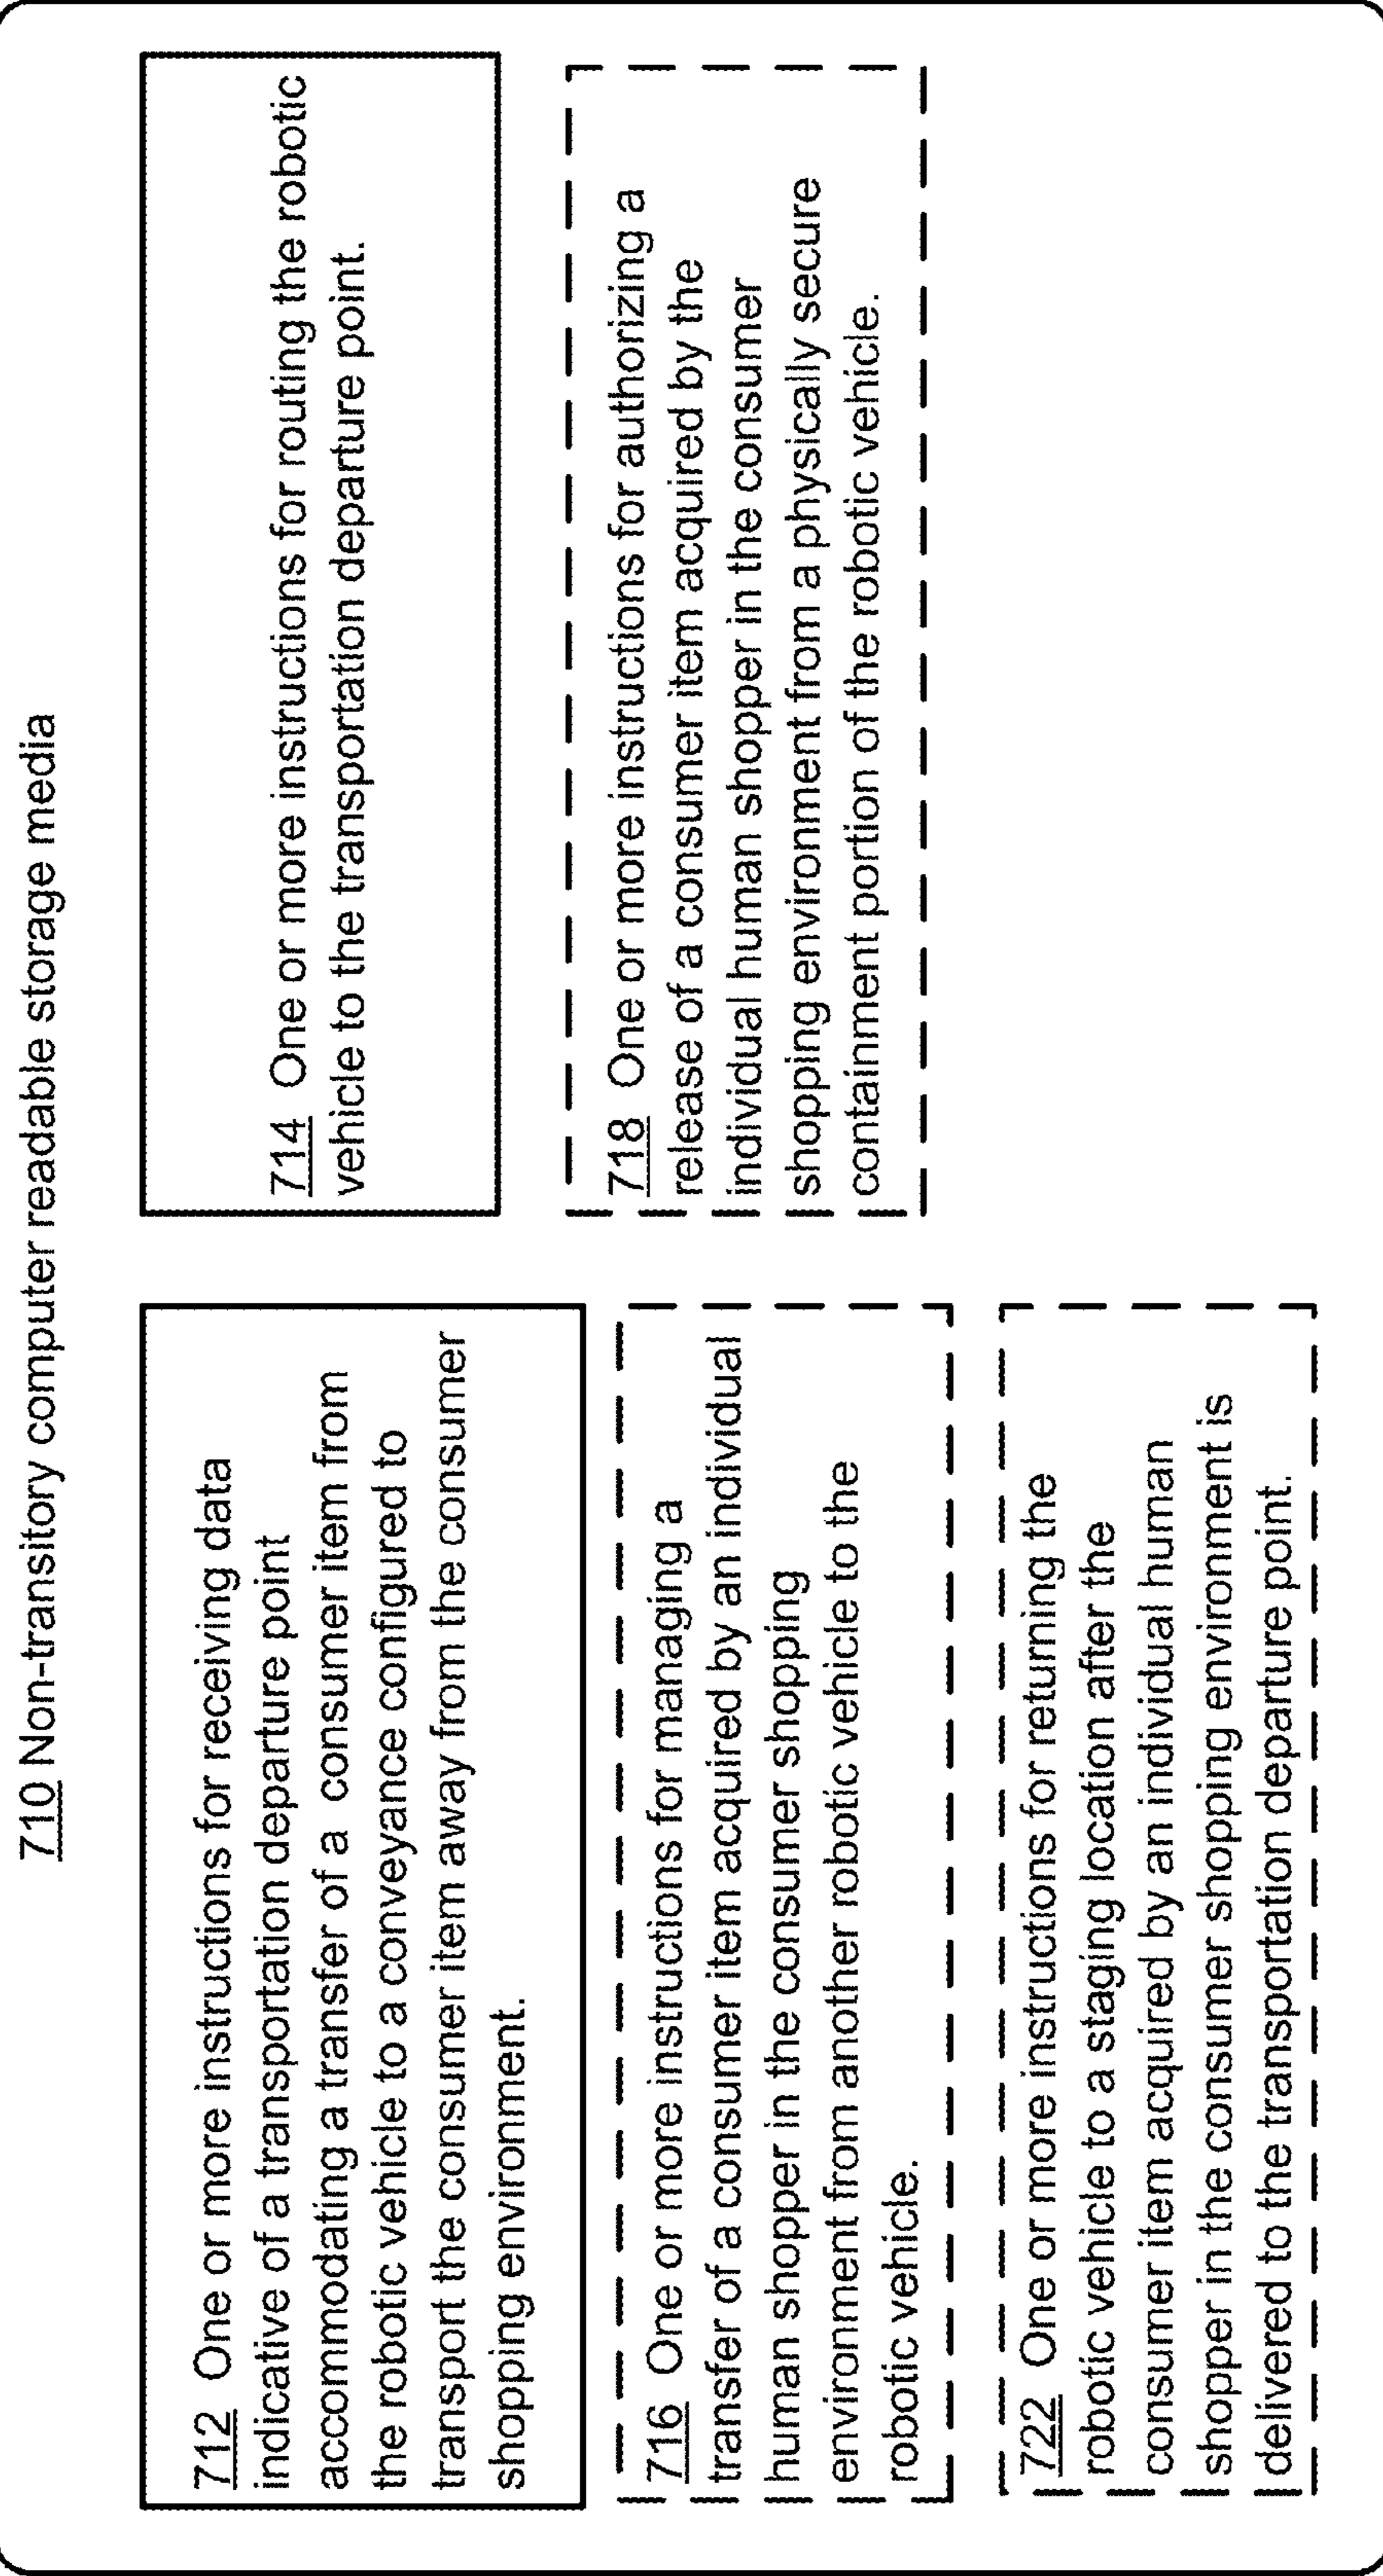 710 Non-transitory computer readable storage media
712 One or more instructions for receiving data
indicative of a transportation departure point
accommodating a transfer of a consumer item from
the robotic vehicle to a conveyance configured to
transport the consumer item away from the consumer
shopping environment.
714 One or more instructions for routing the robotic
vehicle to the transportation departure point.
716 One or more instructions for managing a
transfer of a consumer item acquired by an individual
human shopper in the consumer shopping
environment from another robotic vehicle to the
robotic vehicle.
718 One or more instructions for authorizing a
release of a consumer item acquired by the
individual human shopper in the consumer
shopping environment from a physically secure
containment portion of the robotic vehicle.
722 One or more instructions for returning the
robotic vehicle to a staging location after the
consumer item acquired by an individual human
shopper in the consumer shopping environment is
delivered to the transportation departure point.